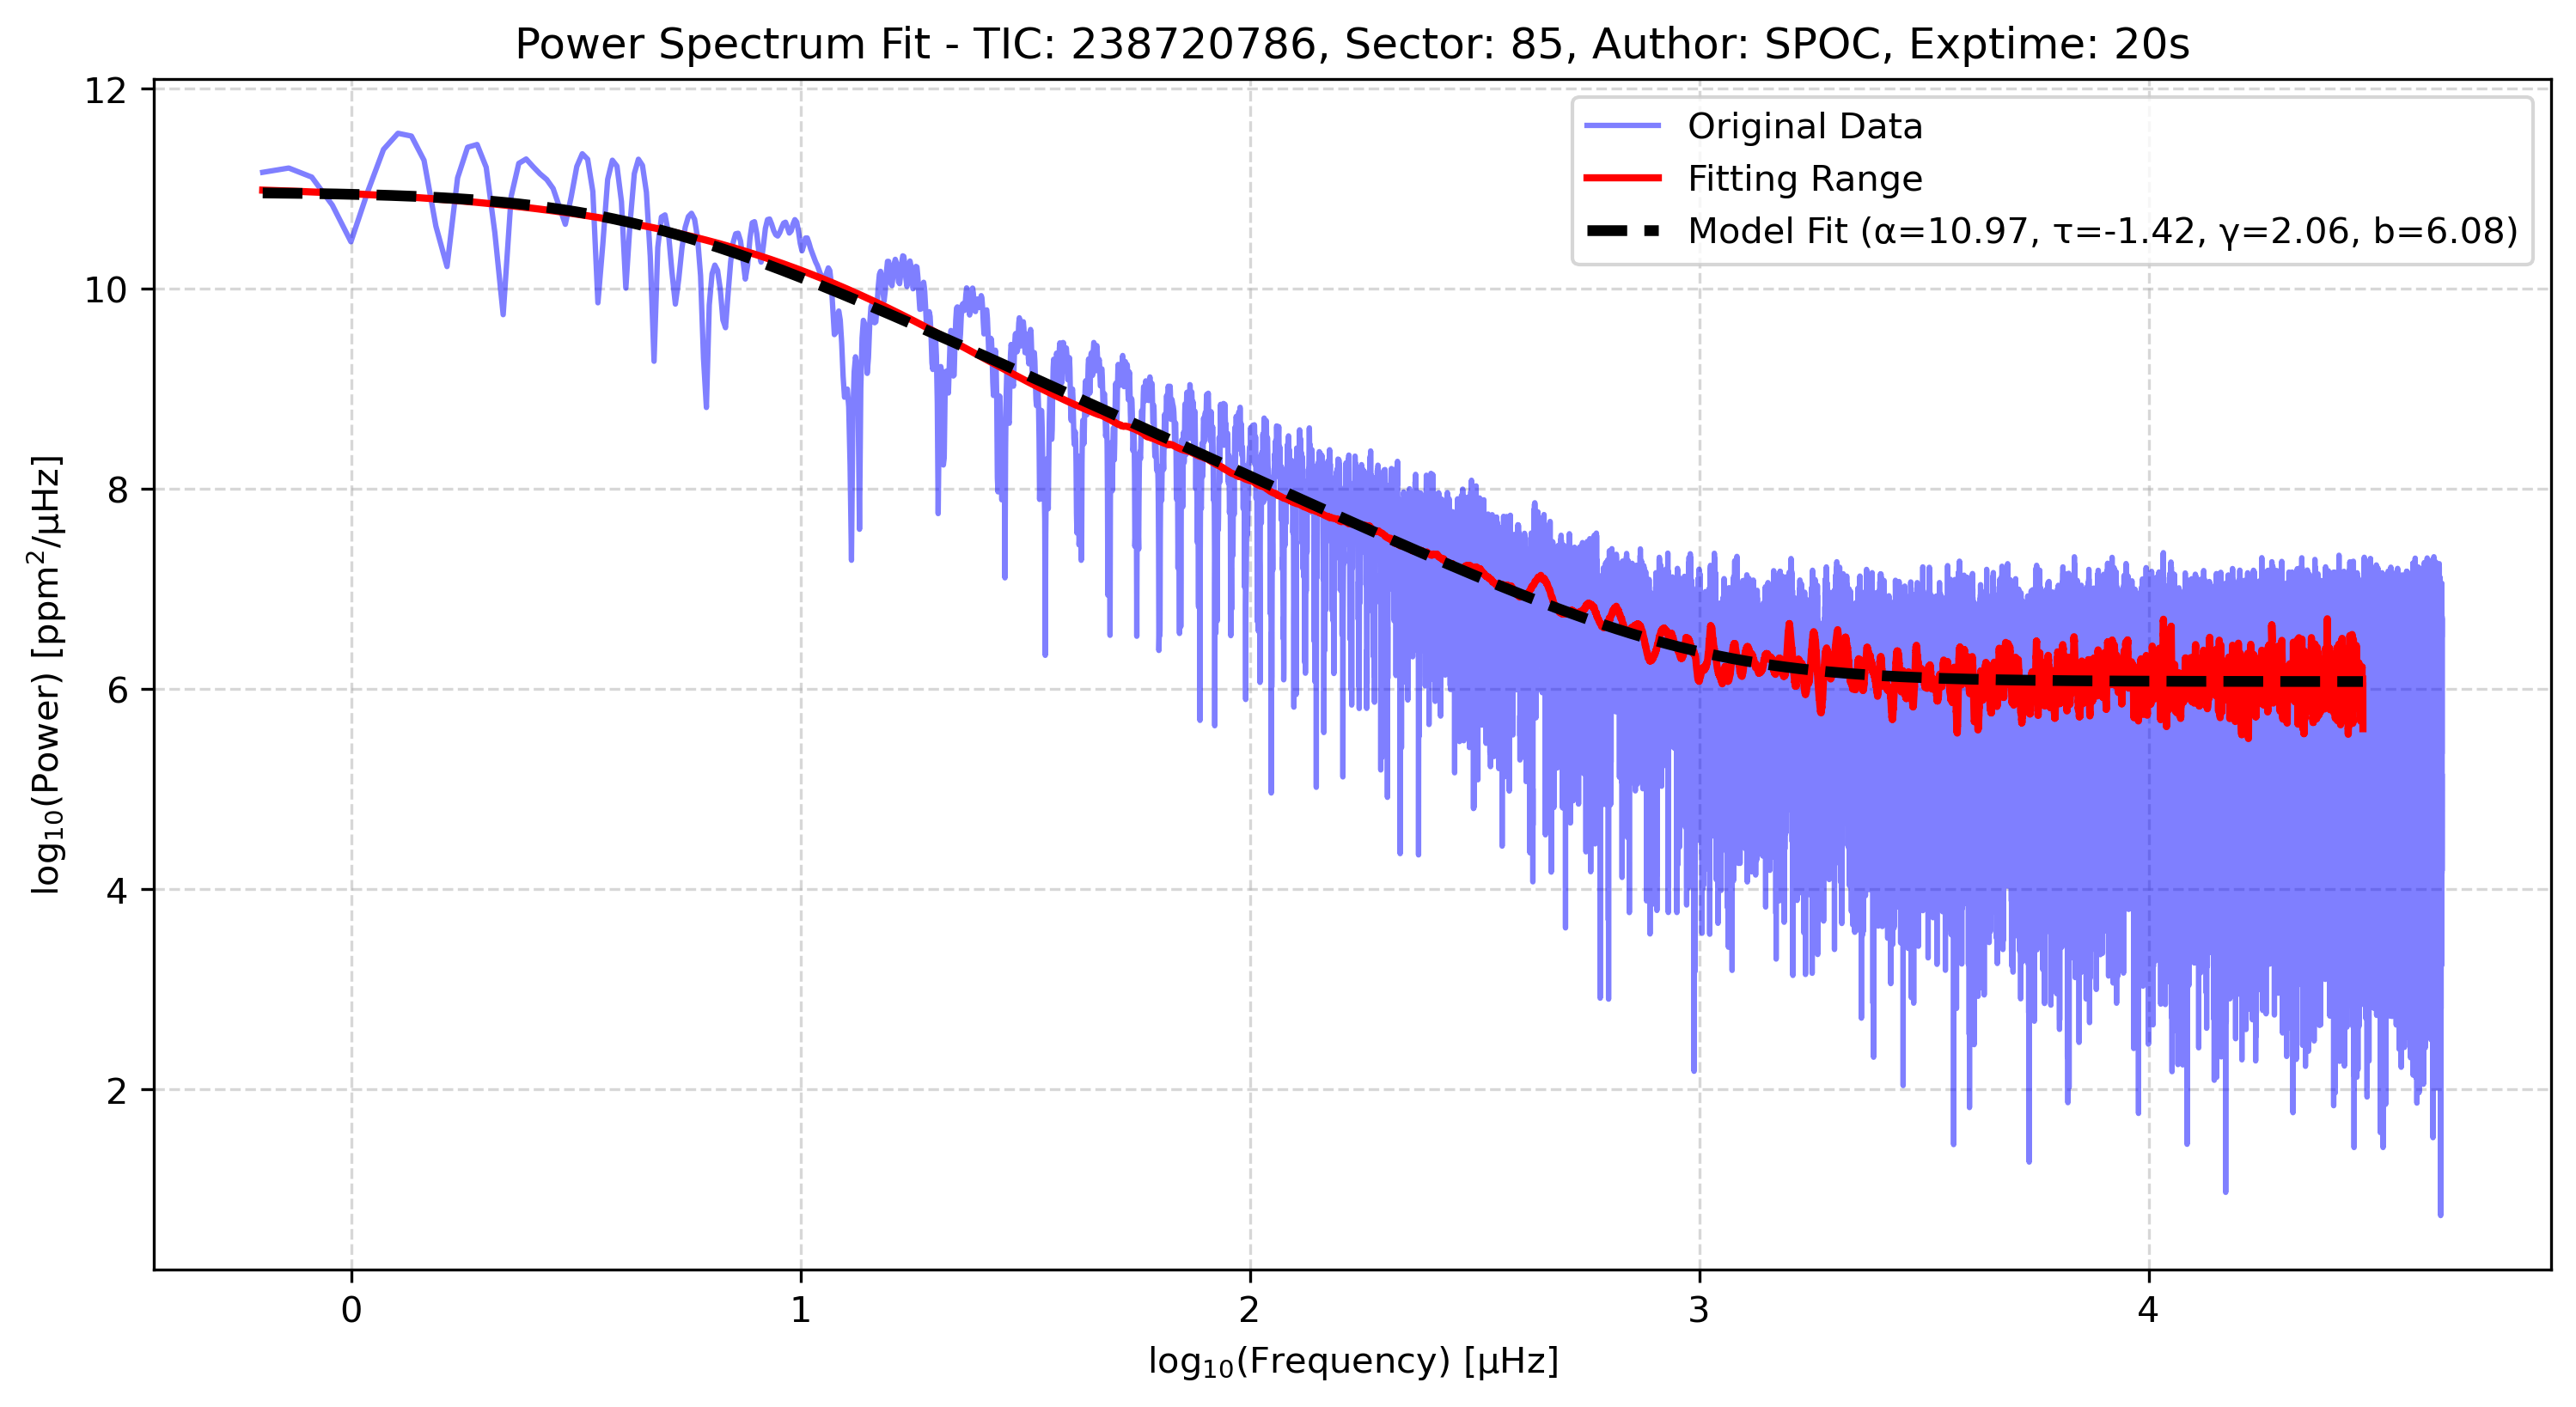 Power Spectrum Fit - TIC: 238720786, Sector: 85, Author: SPOC, Exptime: 20s
Original Data
Fitting Range
Model Fit (α=10.97, τ=-1.42, γ=2.06, b=6.08)
log₁₀(Power) [ppm²/μHz]
12
10
8
6
4
2
0 1 2 3 4
log₁₀(Frequency) [μHz]